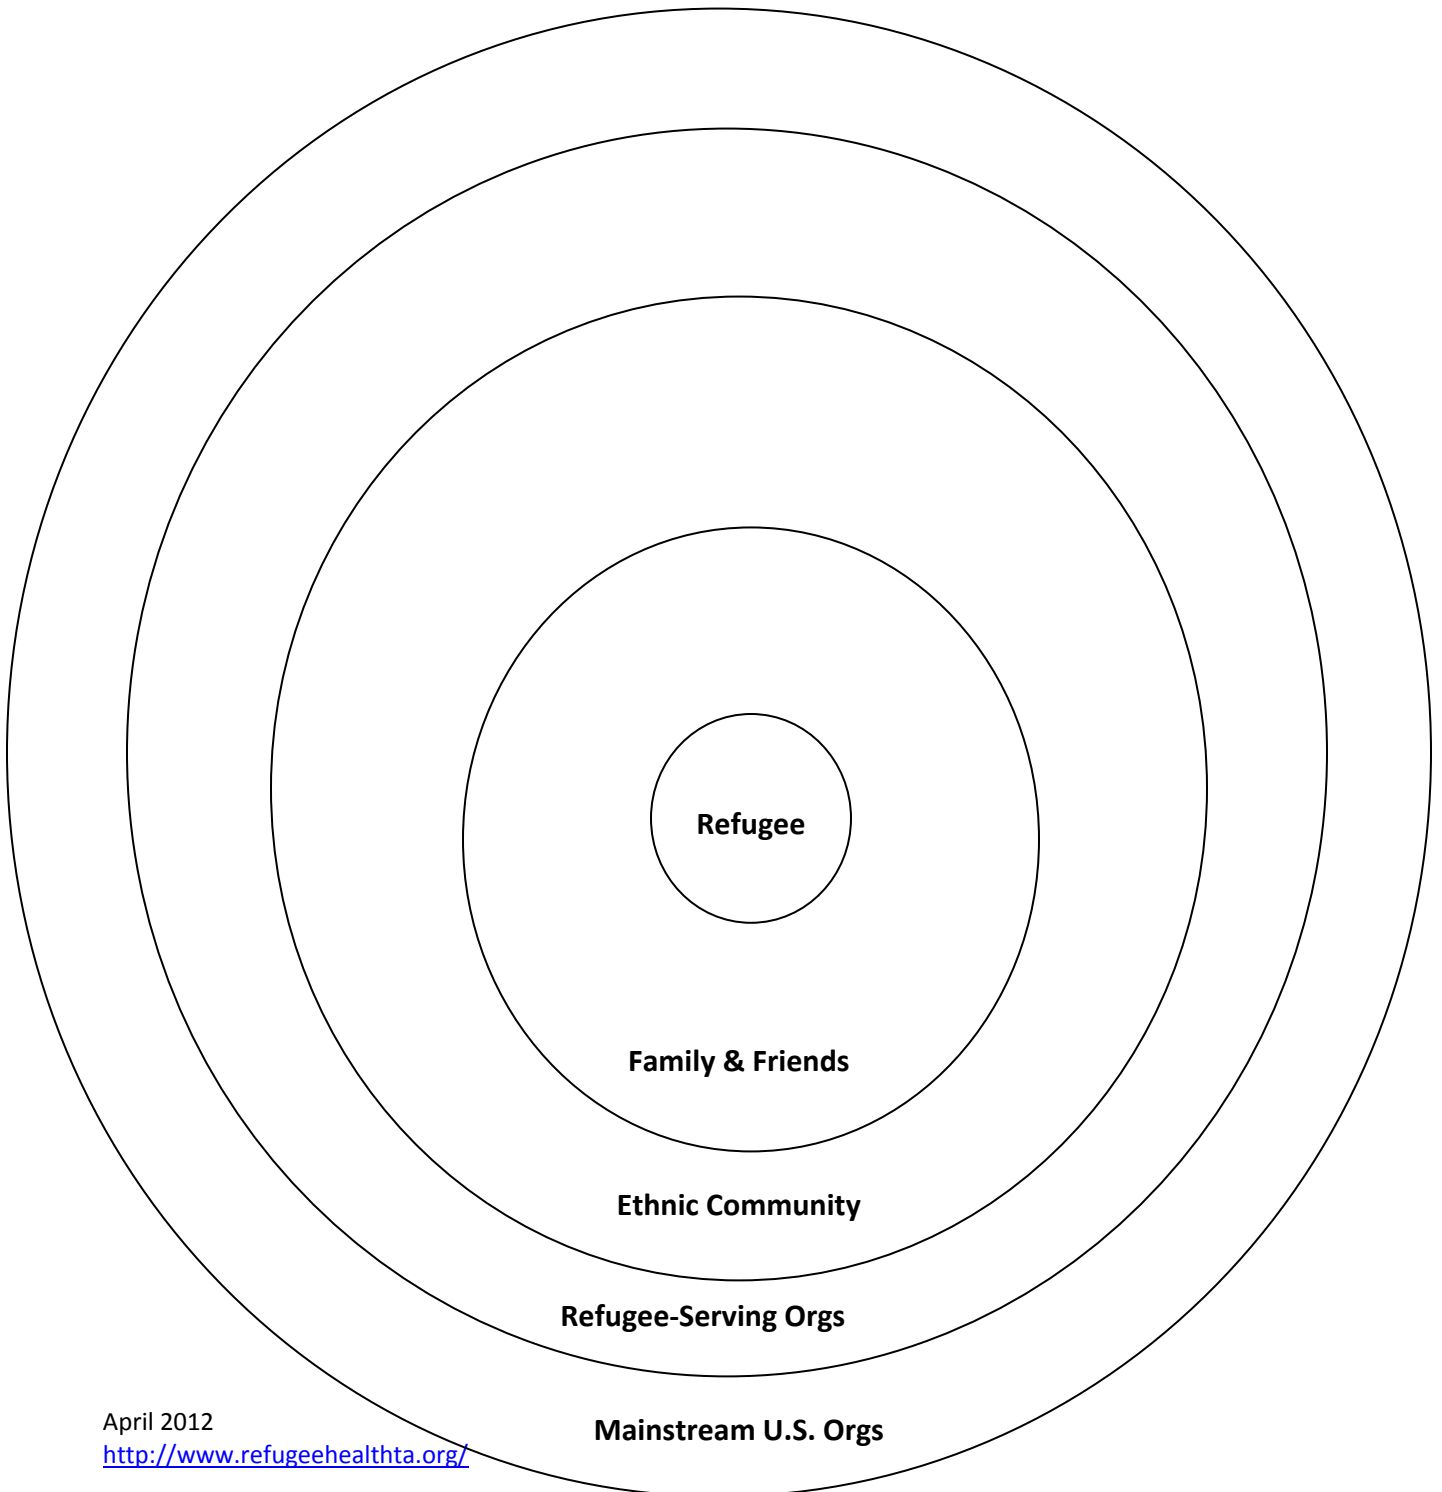 Refugee
Family & Friends
Ethnic Community
Refugee-Serving Orgs
Mainstream U.S. Orgs
April 2012
http://www.refugeehealthta.org/